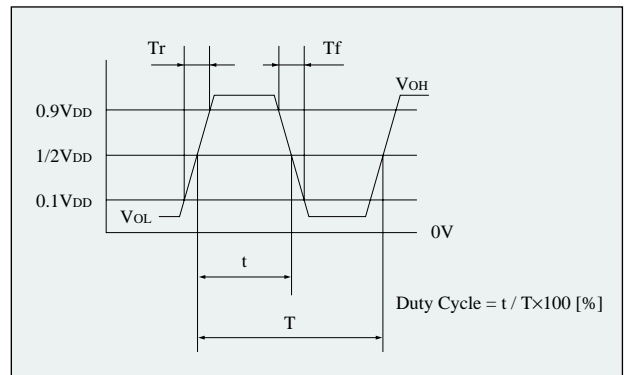 Tr
Tf
VOH
0.9VDD
1/2VDD
0.1VDD
VOL
0V
t
Duty Cycle = t / T×100 [%]
T